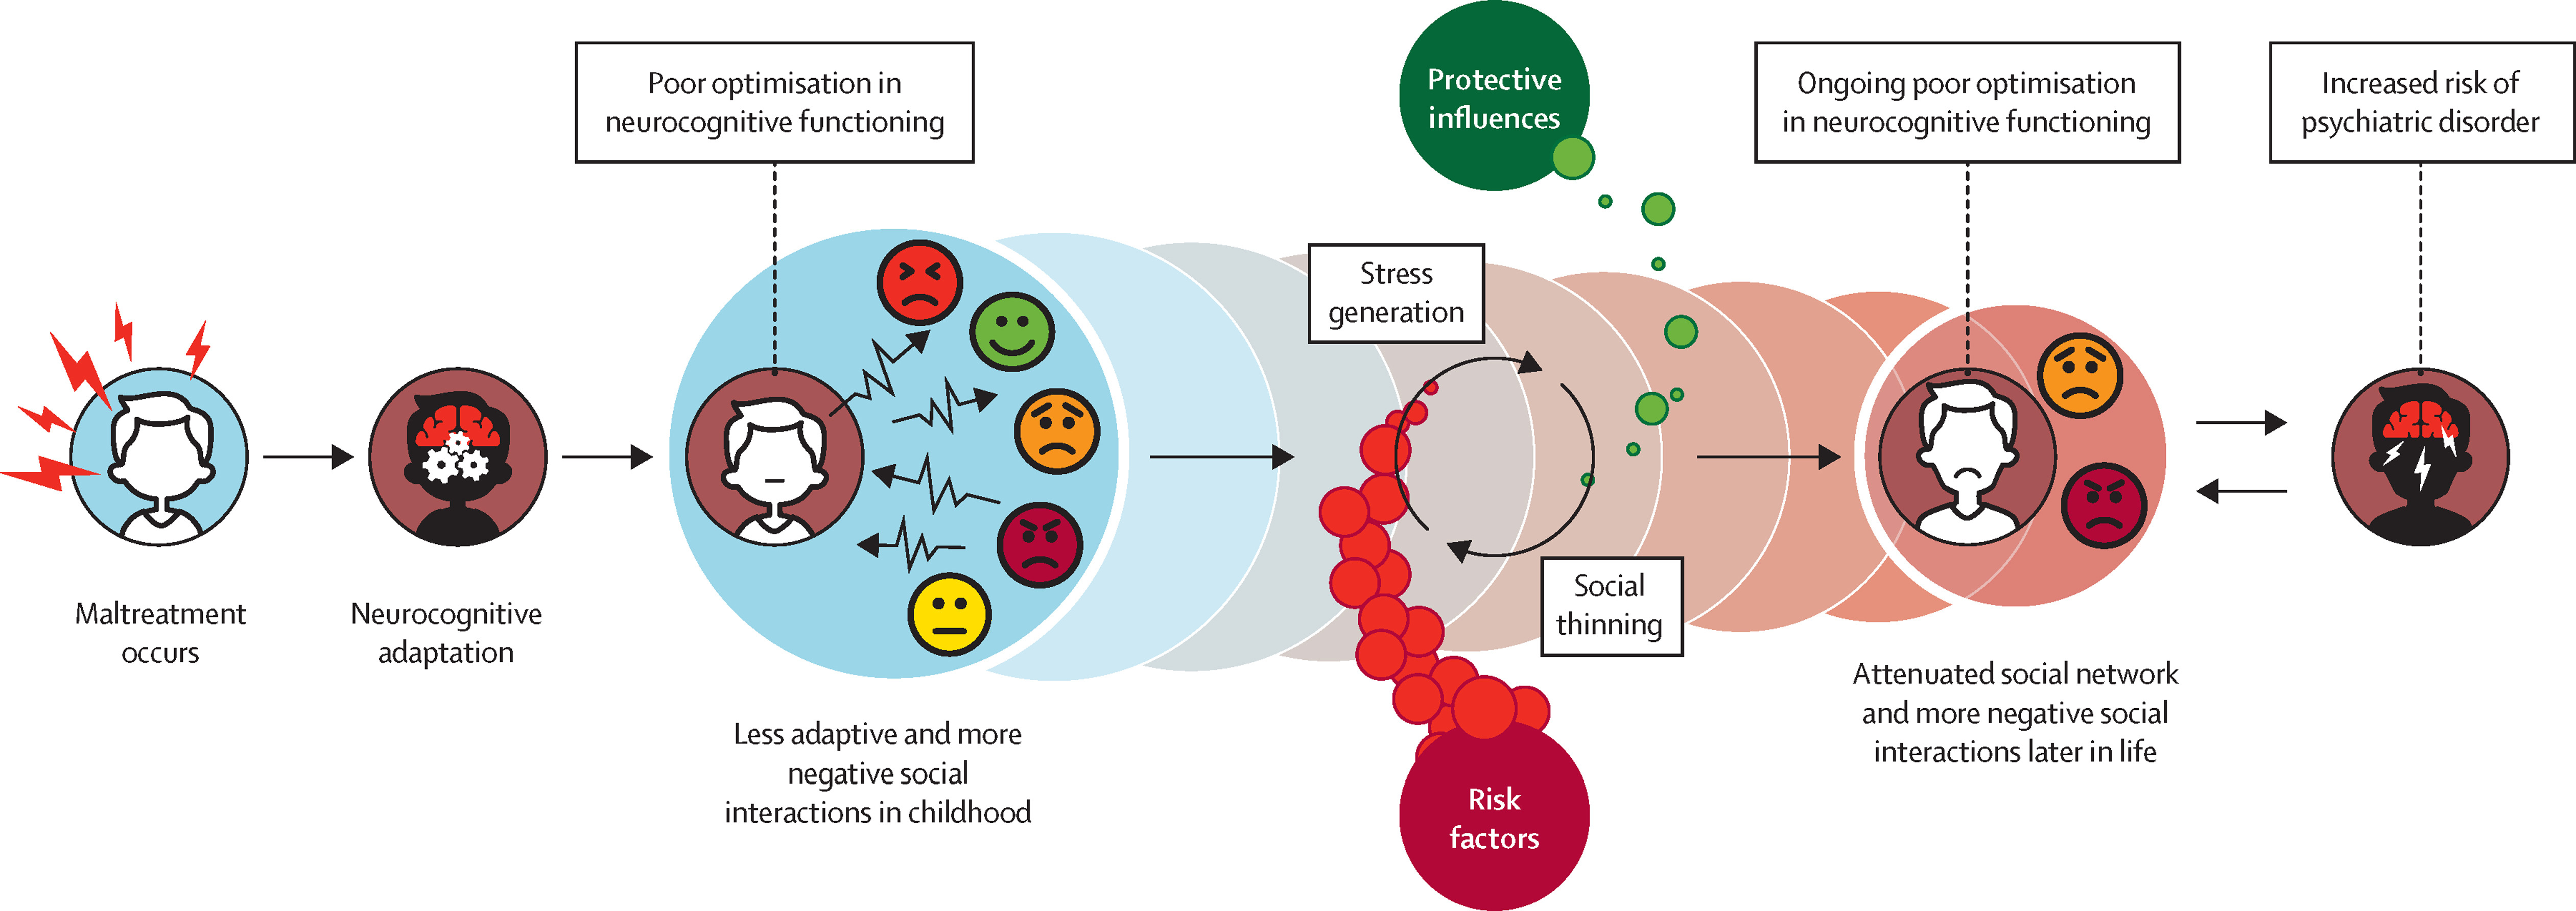 Maltreatment
occurs
Neurocognitive
adaptation
Poor optimisation in
neurocognitive functioning
Less adaptive and more
negative social
interactions in childhood
Protective
influences
Stress
generation
Social
thinning
Risk
factors
Ongoing poor optimisation
in neurocognitive functioning
Attenuated social network
and more negative social
interactions later in life
Increased risk of
psychiatric disorder